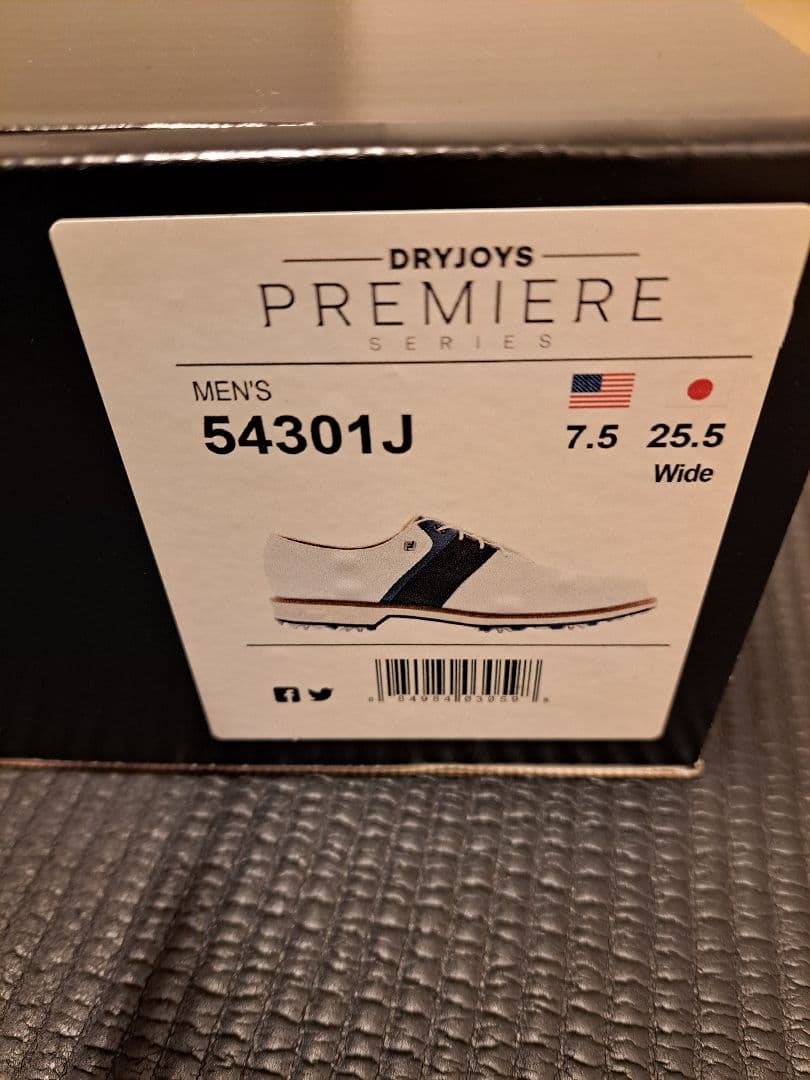 DRYJOYS
PREMIERE
SERIES
MEN'S
54301J
7.5 25.5
Wide